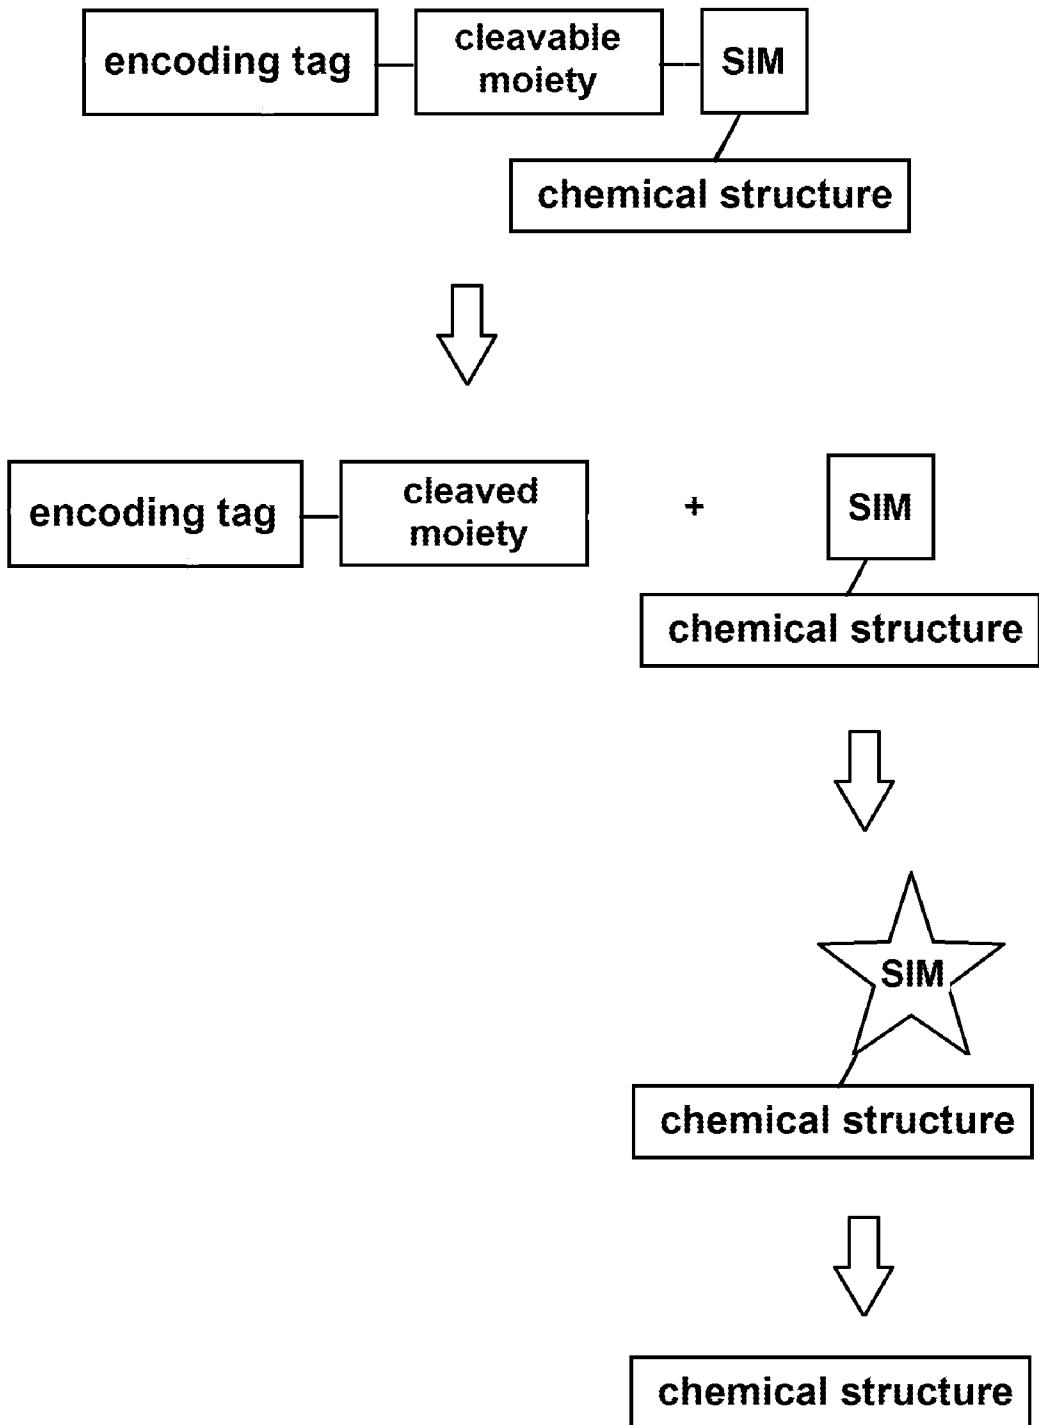 encoding tag
cleavable
moiety
SIM
chemical structure
encoding tag
cleaved
moiety
+
SIM
chemical structure
SIM
chemical structure
chemical structure